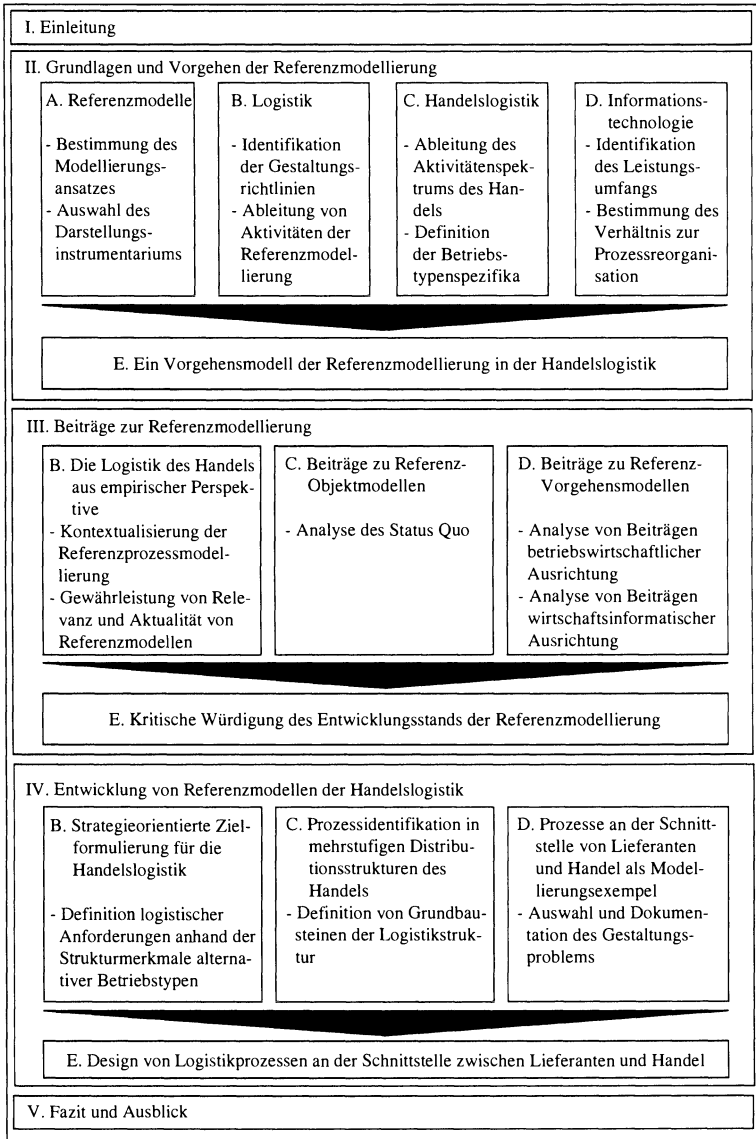 I. Einleitung
II. Grundlagen und Vorgehen der Referenzmodellierung
A. Referenzmodelle
- Bestimmung des
Modellierungs-
ansatzes
- Auswahl des
Darstellungs-
instrumentariums
B. Logistik
- Identifikation
der Gestaltungs-
richtlinien
- Ableitung von
Aktivitäten der
Referenzmodel-
lierung
C. Handelslogistik
- Ableitung des
Aktivitätenspek-
trums des Han-
dels
- Definition
der Betriebs-
typenspezifika
D. Informations-
technologie
- Identifikation
des Leistungs-
umfangs
- Bestimmung des
Verhältnis zur
Prozessreorgani-
sation
E. Ein Vorgehensmodell der Referenzmodellierung in der Handelslogistik
III. Beiträge zur Referenzmodellierung
B. Die Logistik des Handels
aus empirischer Perspek-
tive
- Kontextualisierung der
Referenzprozessmodel-
lierung
- Gewährleistung von Rele-
vanz und Aktualität von
Referenzmodellen
C. Beiträge zu Referenz-
Objektmodellen
- Analyse des Status Quo
D. Beiträge zu Referenz-
Vorgehensmodellen
- Analyse von Beiträgen
betriebswirtschaftlicher
Ausrichtung
- Analyse von Beiträgen
wirtschaftsinformatischer
Ausrichtung
E. Kritische Würdigung des Entwicklungsstands der Referenzmodellierung
IV. Entwicklung von Referenzmodellen der Handelslogistik
B. Strategieorientierte Ziel-
formulierung für die
Handelslogistik
- Definition logistischer
Anforderungen anhand der
Strukturmerkmale alterna-
tiver Betriebstypen
C. Prozessidentifikation in
mehrstufigen Distribu-
tionsstrukturen des
Handels
- Definition von Grundbau-
steinen der Logistikstruk-
tur
D. Prozesse an der Schnitt-
stelle von Lieferanten
und Handel als Model-
lierungsexempel
- Auswahl und Dokumen-
tation des Gestaltungs-
problems
E. Design von Logistikprozessen an der Schnittstelle zwischen Lieferanten und Handel
V. Fazit und Ausblick